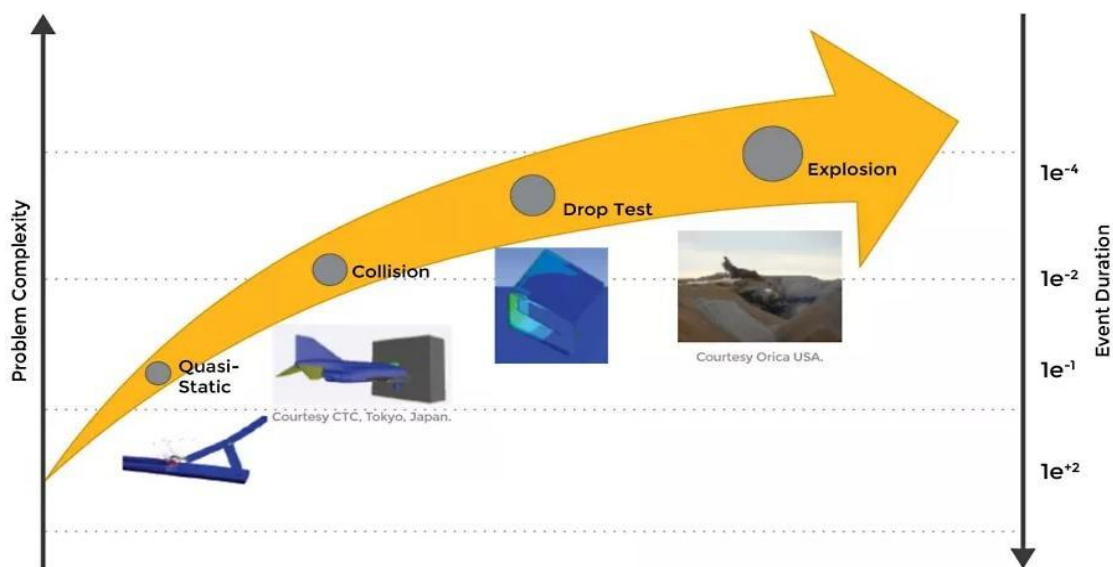 Problem Complexity
Quasi-
Static
Collision
Drop Test
Explosion
Courtesy CTC, Tokyo, Japan.
Courtesy Orica USA.
1e⁻⁴
1e⁻²
1e⁻¹
1e⁺²
Event Duration